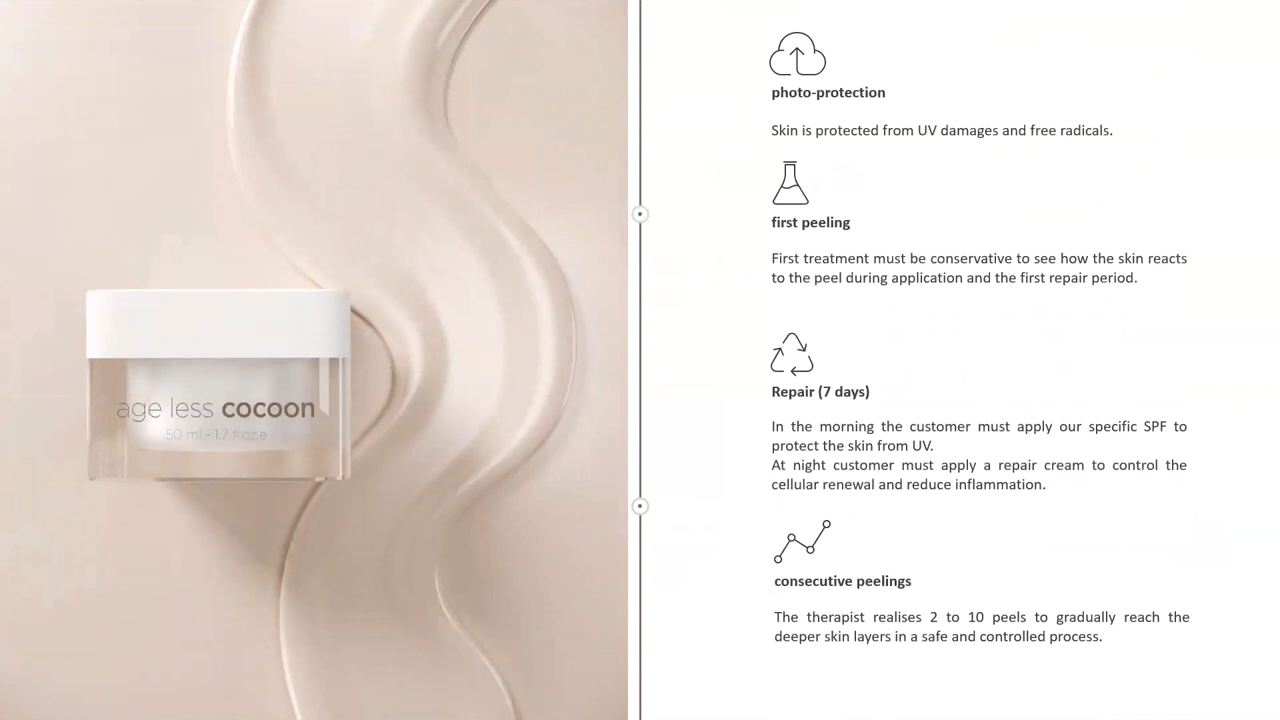 age less cocoon
50 ml - 1.7 fl oz.e
photo-protection
Skin is protected from UV damages and free radicals.
first peeling
First treatment must be conservative to see how the skin reacts
to the peel during application and the first repair period.
Repair (7 days)
In the morning the customer must apply our specific SPF to
protect the skin from UV.
At night customer must apply a repair cream to control the
cellular renewal and reduce inflammation.
consecutive peelings
The therapist realises 2 to 10 peels to gradually reach the
deeper skin layers in a safe and controlled process.